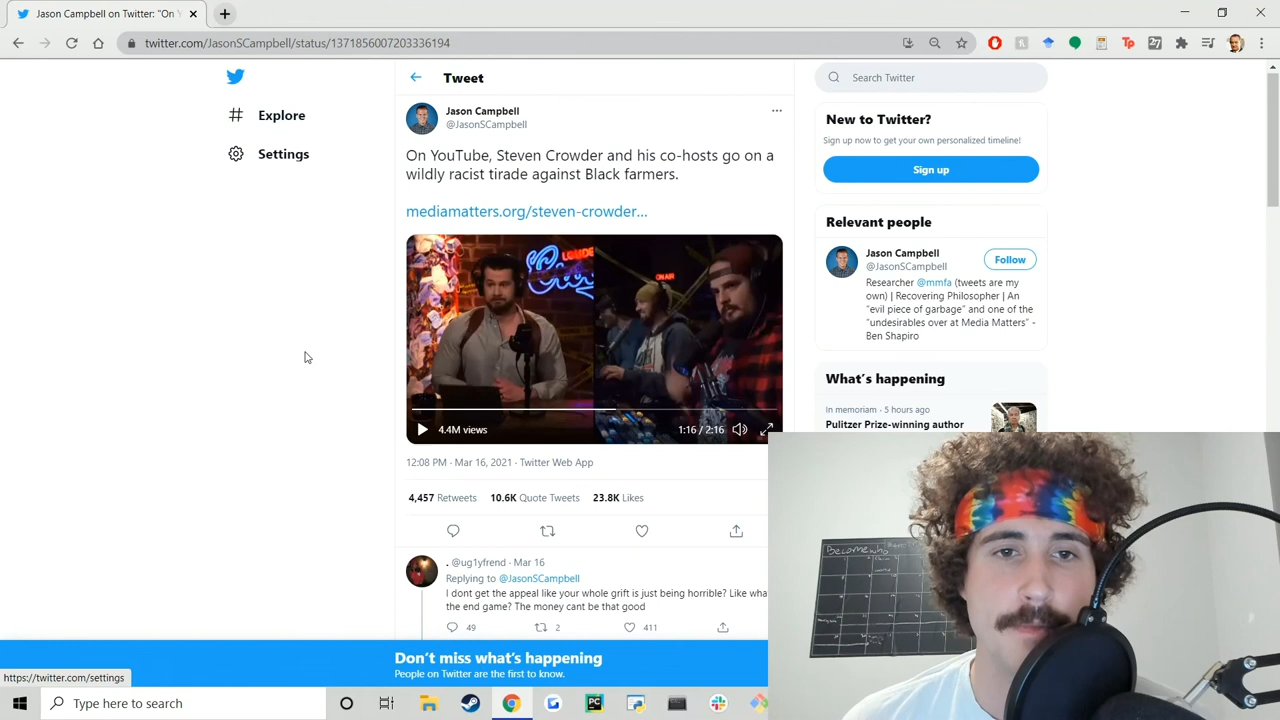 Jason Campbell on Twitter: "On Y
twitter.com/JasonSCampbell/status/1371856007203336194
27
Explore
Settings
Tweet
Jason Campbell
@JasonSCampbell
On YouTube, Steven Crowder and his co-hosts go on a
wildly racist tirade against Black farmers.
mediamatters.org/steven-crowder...
LOUDE
ON AIR
4.4M views
1:16 / 2:16
12:08 PM · Mar 16, 2021 · Twitter Web App
4,457 Retweets 10.6K Quote Tweets 23.8K Likes
. @ug1yfrend · Mar 16
Replying to @JasonSCampbell
I dont get the appeal like your whole grift is just being horrible? Like wha
the end game? The money cant be that good
49 2 411
Search Twitter
New to Twitter?
Sign up now to get your own personalized timeline!
Sign up
Relevant people
Jason Campbell
@JasonSCampbell
Follow
Researcher @mmfa (tweets are my
own) | Recovering Philosopher | An
"evil piece of garbage" and one of the
"undesirables over at Media Matters" -
Ben Shapiro
What's happening
In memoriam · 5 hours ago
Pulitzer Prize-winning author
Become who
Don't miss what's happening
People on Twitter are the first to know.
https://twitter.com/settings
Type here to search
PC